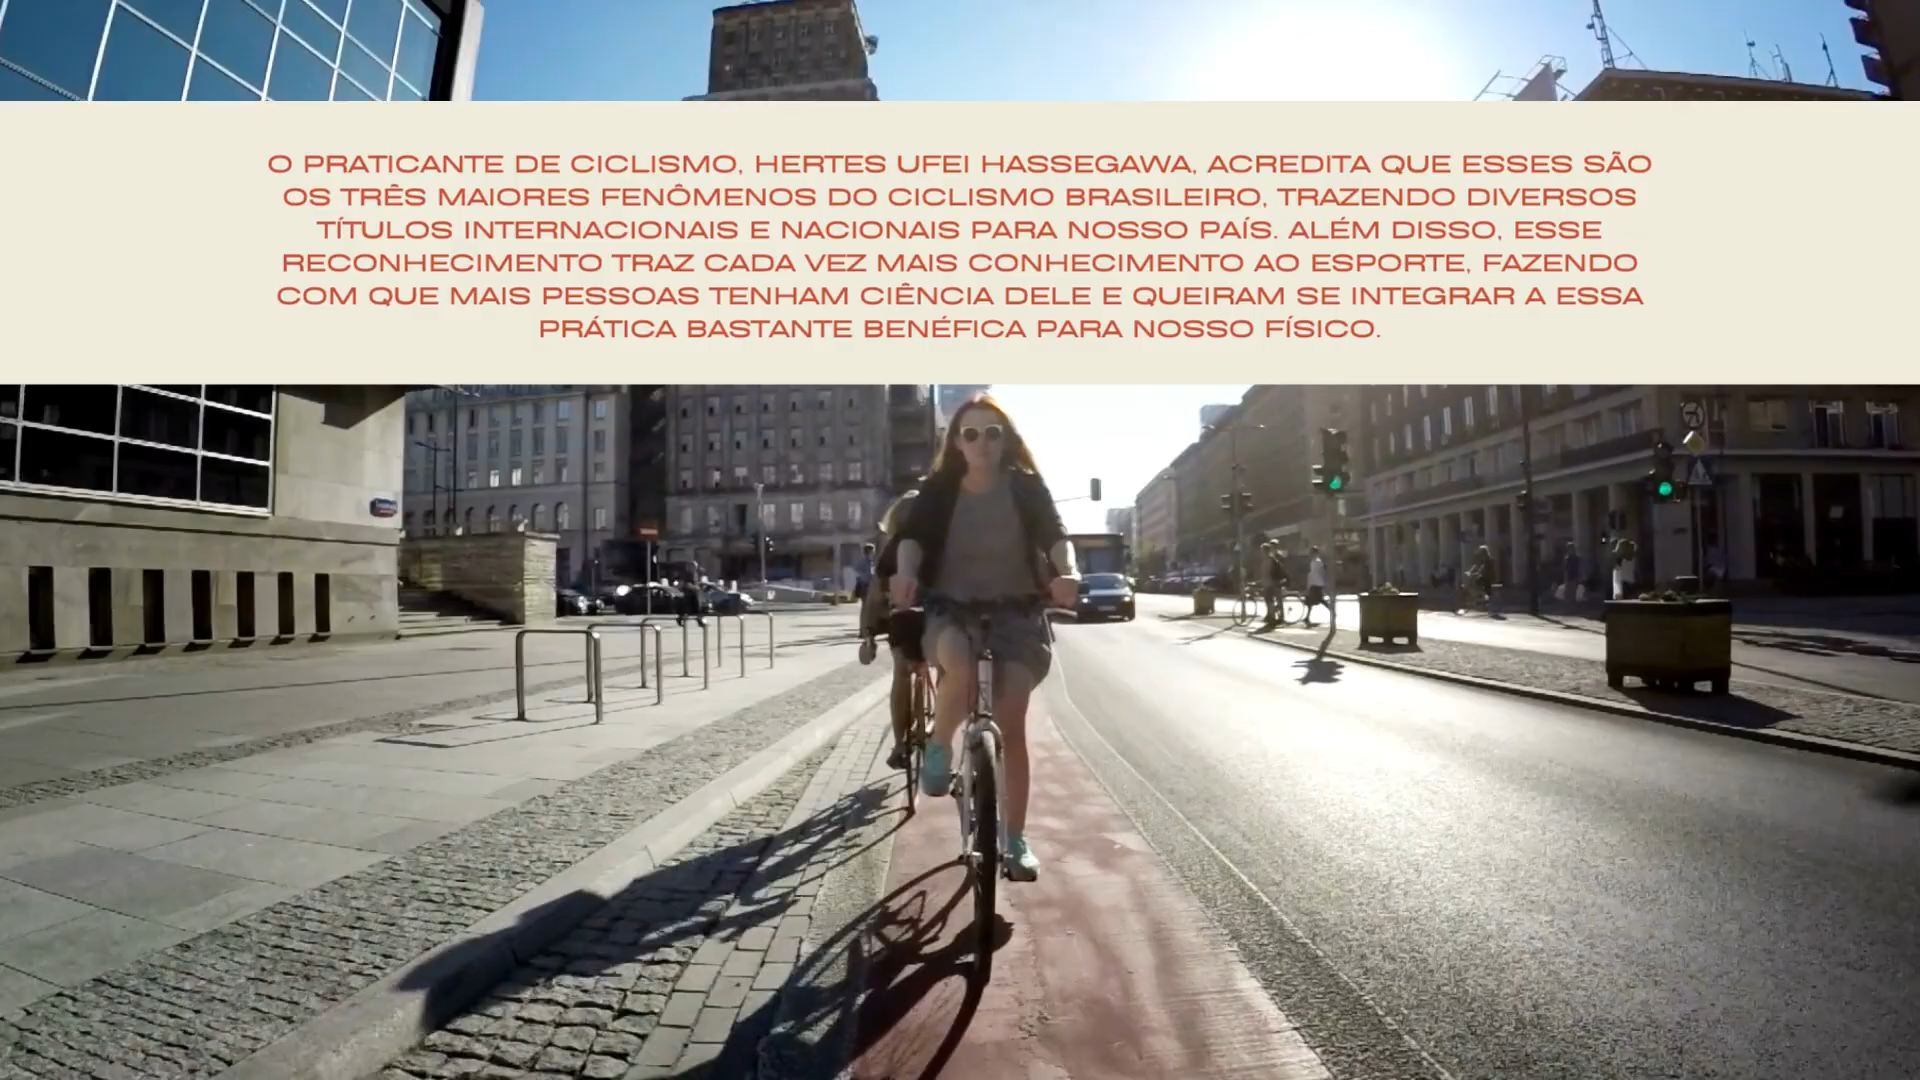 O PRATICANTE DE CICLISMO, HERTES UFEI HASSEGAWA, ACREDITA QUE ESSES SÃO
OS TRÊS MAIORES FENÔMENOS DO CICLISMO BRASILEIRO, TRAZENDO DIVERSOS
TÍTULOS INTERNACIONAIS E NACIONAIS PARA NOSSO PAÍS. ALÉM DISSO, ESSE
RECONHECIMENTO TRAZ CADA VEZ MAIS CONHECIMENTO AO ESPORTE, FAZENDO
COM QUE MAIS PESSOAS TENHAM CIÊNCIA DELE E QUEIRAM SE INTEGRAR A ESSA
PRÁTICA BASTANTE BENÉFICA PARA NOSSO FÍSICO.